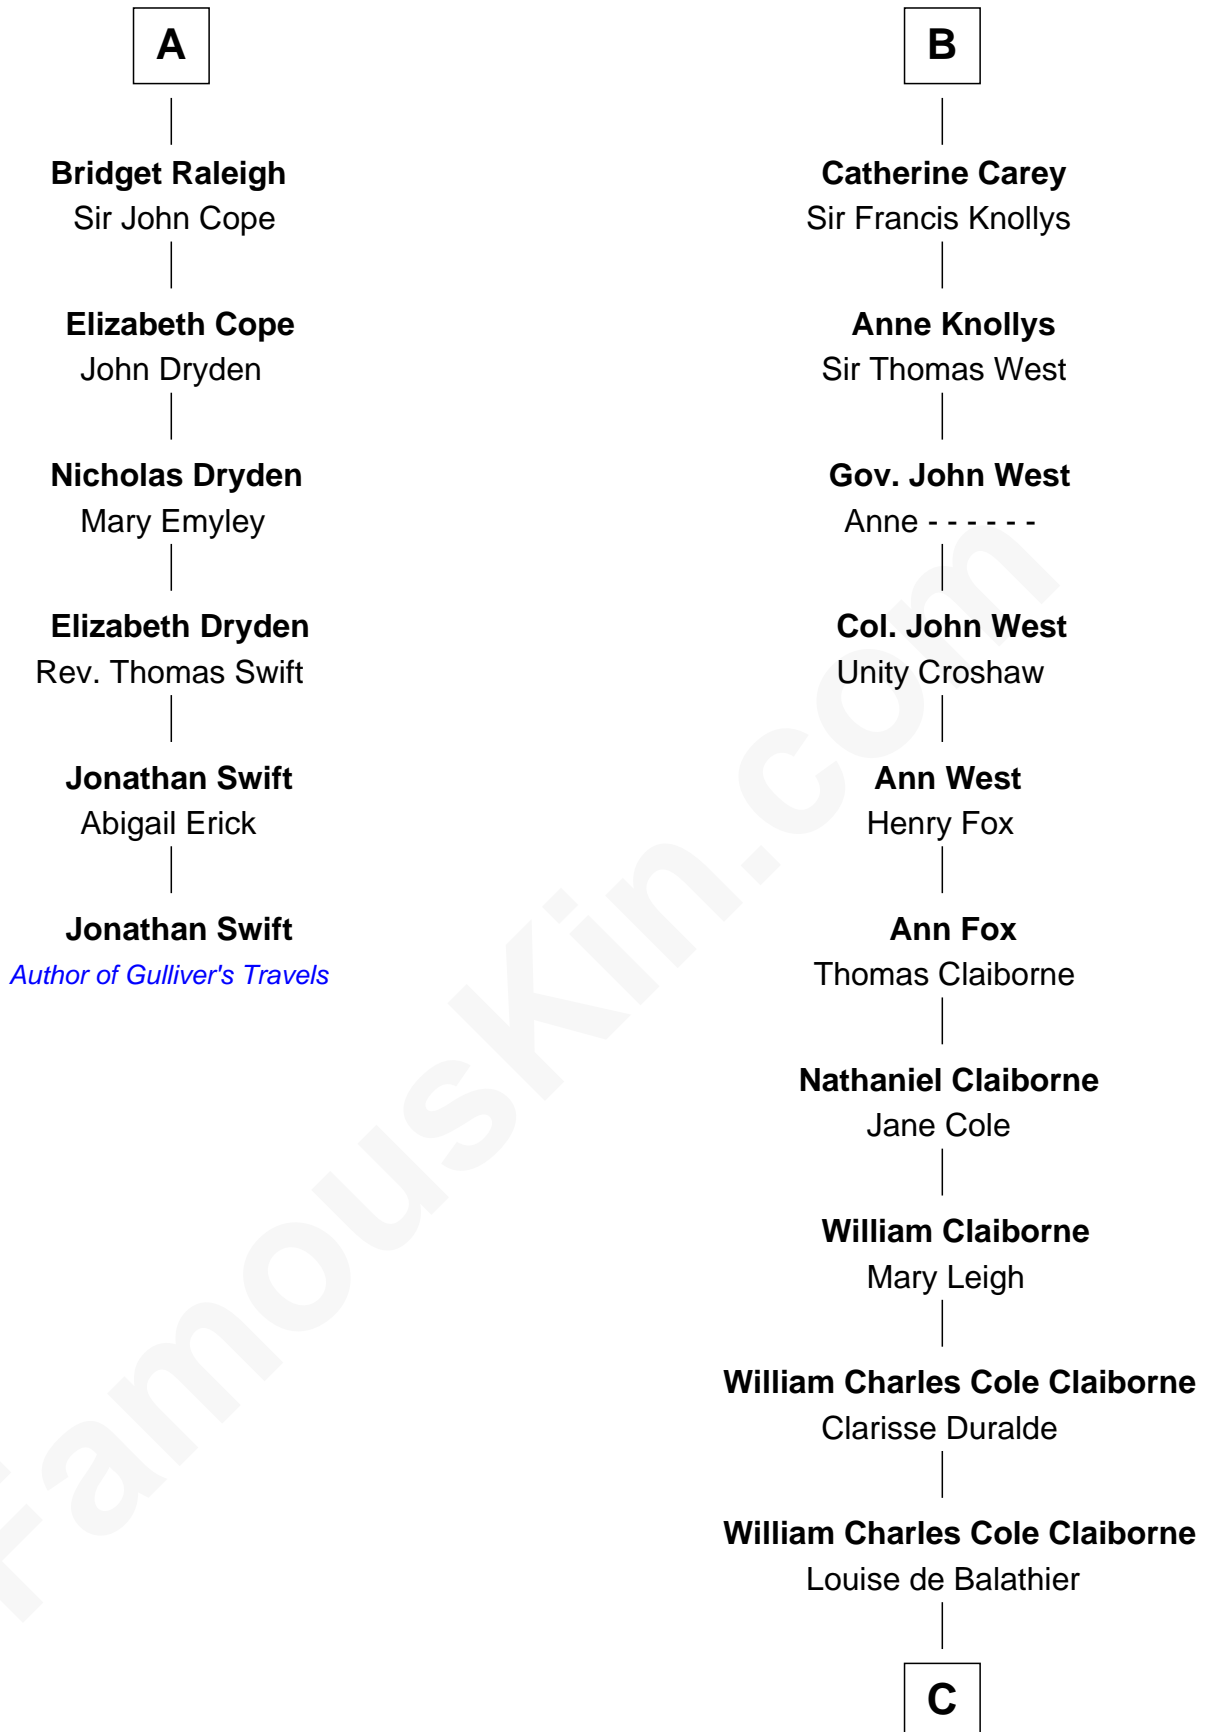 A
Bridget Raleigh
Sir John Cope
Elizabeth Cope
John Dryden
Nicholas Dryden
Mary Emyley
Elizabeth Dryden
Rev. Thomas Swift
Jonathan Swift
Abigail Erick
Jonathan Swift
Author of Gulliver's Travels
B
Catherine Carey
Sir Francis Knollys
Anne Knollys
Sir Thomas West
Gov. John West
Anne - - - - - -
Col. John West
Unity Croshaw
Ann West
Henry Fox
Ann Fox
Thomas Claiborne
Nathaniel Claiborne
Jane Cole
William Claiborne
Mary Leigh
William Charles Cole Claiborne
Clarisse Duralde
William Charles Cole Claiborne
Louise de Balathier
C
FamousKin.com